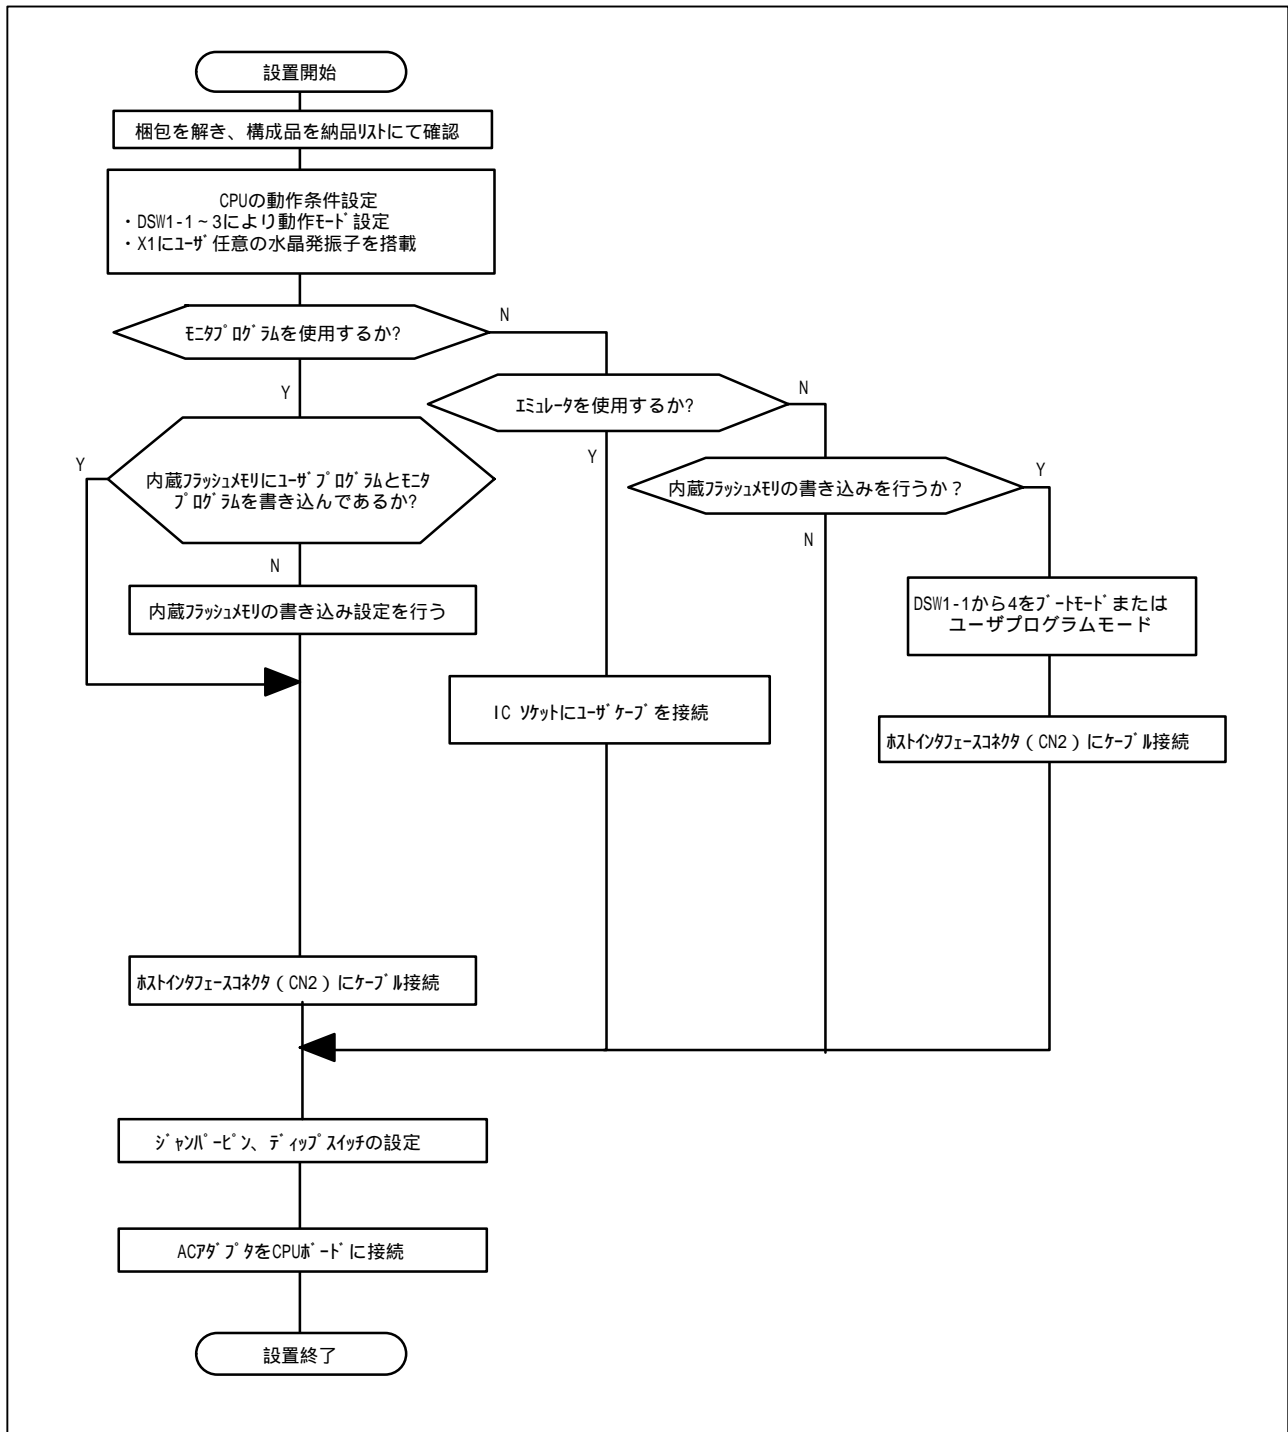 設置開始
梱包を解き、構成品を納品ﾘｽﾄにて確認
CPUの動作条件設定
・DSW1-1~3により動作ﾓｰﾄﾞ設定
・X1にﾕｰｻﾞ任意の水晶発振子を搭載
ﾓﾆﾀﾌﾟﾛｸﾞﾗﾑを使用するか?
N
Y
ｴﾐｭﾚｰﾀを使用するか?
N
Y
内蔵ﾌﾗｯｼｭﾒﾓﾘにﾕｰｻﾞﾌﾟﾛｸﾞﾗﾑとﾓﾆﾀ
ﾌﾟﾛｸﾞﾗﾑを書き込んであるか?
Y
N
内蔵ﾌﾗｯｼｭﾒﾓﾘの書き込みを行うか？
Y
N
内蔵ﾌﾗｯｼｭﾒﾓﾘの書き込み設定を行う
DSW1-1から4をﾌﾞｰﾄﾓｰﾄﾞまたは
ユーザプログラムモード
IC ｿｹｯﾄにﾕｰｻﾞｹｰﾌﾞを接続
ﾎｽﾄｲﾝﾀﾌｪｰｽｺﾈｸﾀ（CN2）にｹｰﾌﾞﾙ接続
ﾎｽﾄｲﾝﾀﾌｪｰｽｺﾈｸﾀ（CN2）にｹｰﾌﾞﾙ接続
ｼﾞｬﾝﾊﾟｰﾋﾟﾝ、ﾃﾞｨｯﾌﾟｽｲｯﾁの設定
ACｱﾀﾞﾌﾟﾀをCPUﾎﾞｰﾄﾞに接続
設置終了